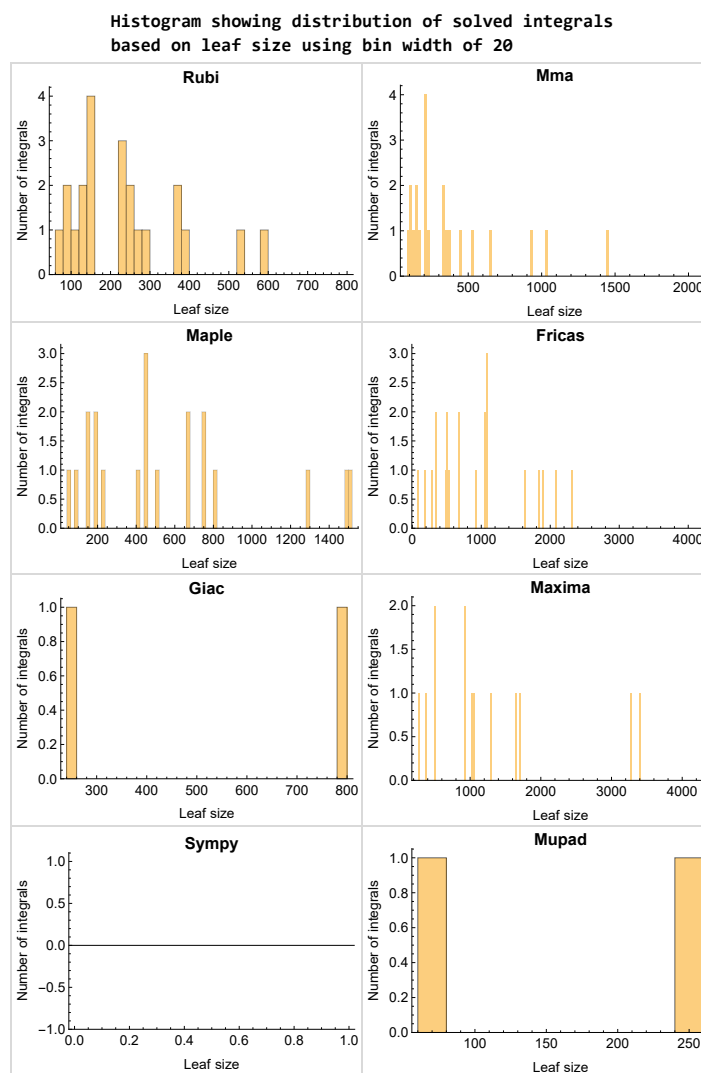 Histogram showing distribution of solved integrals
based on leaf size using bin width of 20
Rubi
Number of integrals
4
3
2
1
0
100 200 300 400 500 600 700 800
Leaf size
Mma
Number of integrals
4
3
2
1
0
500 1000 1500 2000
Leaf size
Maple
Number of integrals
3.0
2.5
2.0
1.5
1.0
0.5
0.0
200 400 600 800 1000 1200 1400
Leaf size
Fricas
Number of integrals
3.0
2.5
2.0
1.5
1.0
0.5
0.0
0 1000 2000 3000 4000
Leaf size
Giac
Number of integrals
1.0
0.8
0.6
0.4
0.2
0.0
300 400 500 600 700 800
Leaf size
Maxima
Number of integrals
2.0
1.5
1.0
0.5
0.0
1000 2000 3000 4000
Leaf size
Sympy
Number of integrals
1.0
0.5
0.0
−0.5
−1.0
0.0 0.2 0.4 0.6 0.8 1.0
Leaf size
Mupad
Number of integrals
1.0
0.8
0.6
0.4
0.2
0.0
100 150 200 250
Leaf size